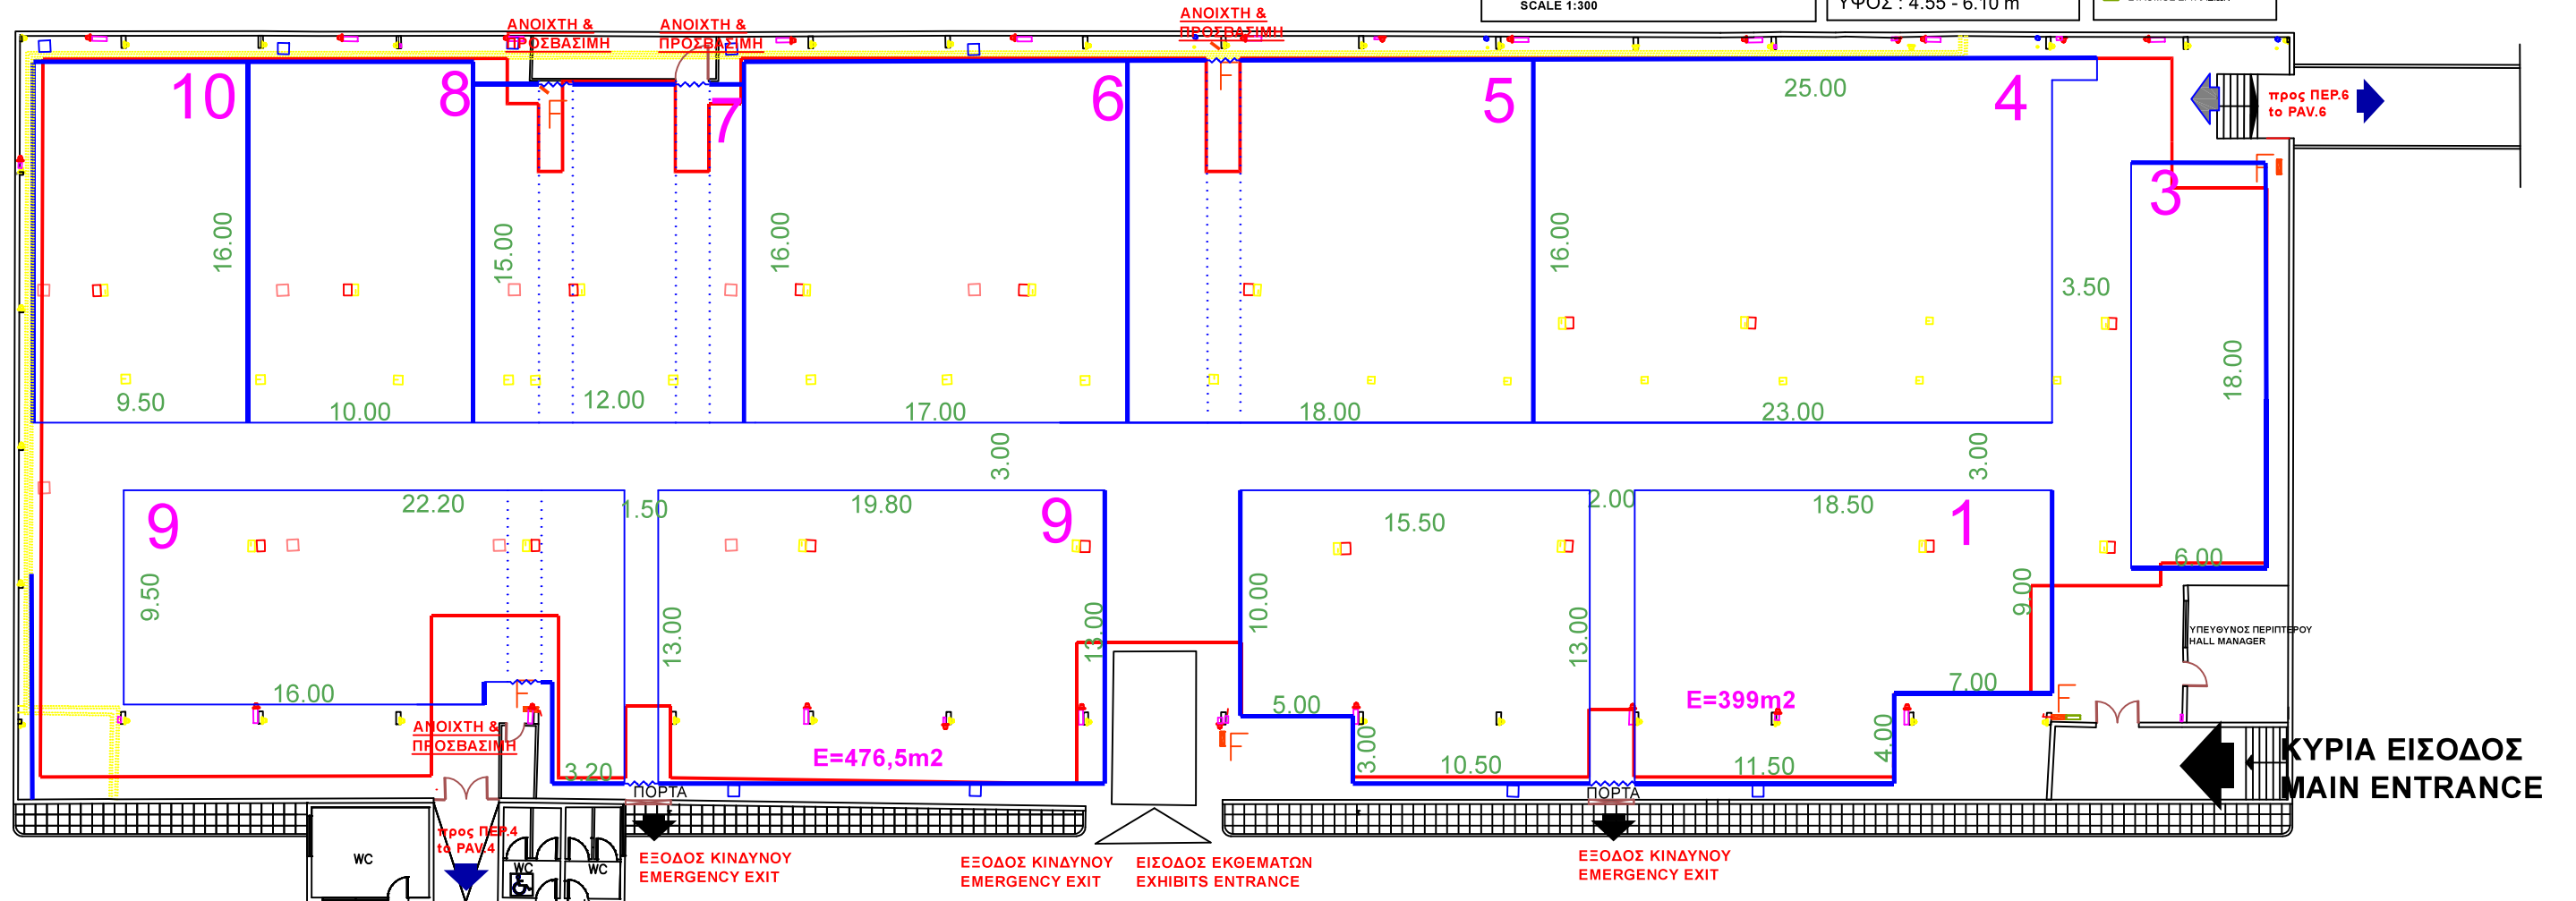 SCALE 1:300
ΥΨΟΣ : 4.55 - 6.10 m
ΑΝΟΙΧΤΗ &
ΠΡΟΣΒΑΣΙΜΗ
ΑΝΟΙΧΤΗ &
ΠΡΟΣΒΑΣΙΜΗ
ΑΝΟΙΧΤΗ &
ΠΡΟΣΒΑΣΙΜΗ
10
8
7
6
5
4
3
25.00
F
F
F
προς ΠΕΡ.6
to PAV.6
16.00
15.00
16.00
16.00
3.50
18.00
9.50
10.00
12.00
17.00
18.00
23.00
3.00
3.00
9
22.20
1.50
19.80
9
15.50
2.00
18.50
1
6.00
9.50
13.00
13.00
10.00
13.00
9.00
ΥΠΕΥΘΥΝΟΣ ΠΕΡΙΠΤΕΡΟΥ
HALL MANAGER
16.00
F
5.00
E=399m2
7.00
F
ΑΝΟΙΧΤΗ &
ΠΡΟΣΒΑΣΙΜΗ
E=476,5m2
F
3.00
4.00
3.20
10.50
11.50
ΚΥΡΙΑ ΕΙΣΟΔΟΣ
MAIN ENTRANCE
ΠΟΡΤΑ
ΠΟΡΤΑ
προς ΠΕΡ.4
to PAV.4
WC
WC
WC
ΕΞΟΔΟΣ ΚΙΝΔΥΝΟΥ
EMERGENCY EXIT
ΕΞΟΔΟΣ ΚΙΝΔΥΝΟΥ
EMERGENCY EXIT
ΕΙΣΟΔΟΣ ΕΚΘΕΜΑΤΩΝ
EXHIBITS ENTRANCE
ΕΞΟΔΟΣ ΚΙΝΔΥΝΟΥ
EMERGENCY EXIT